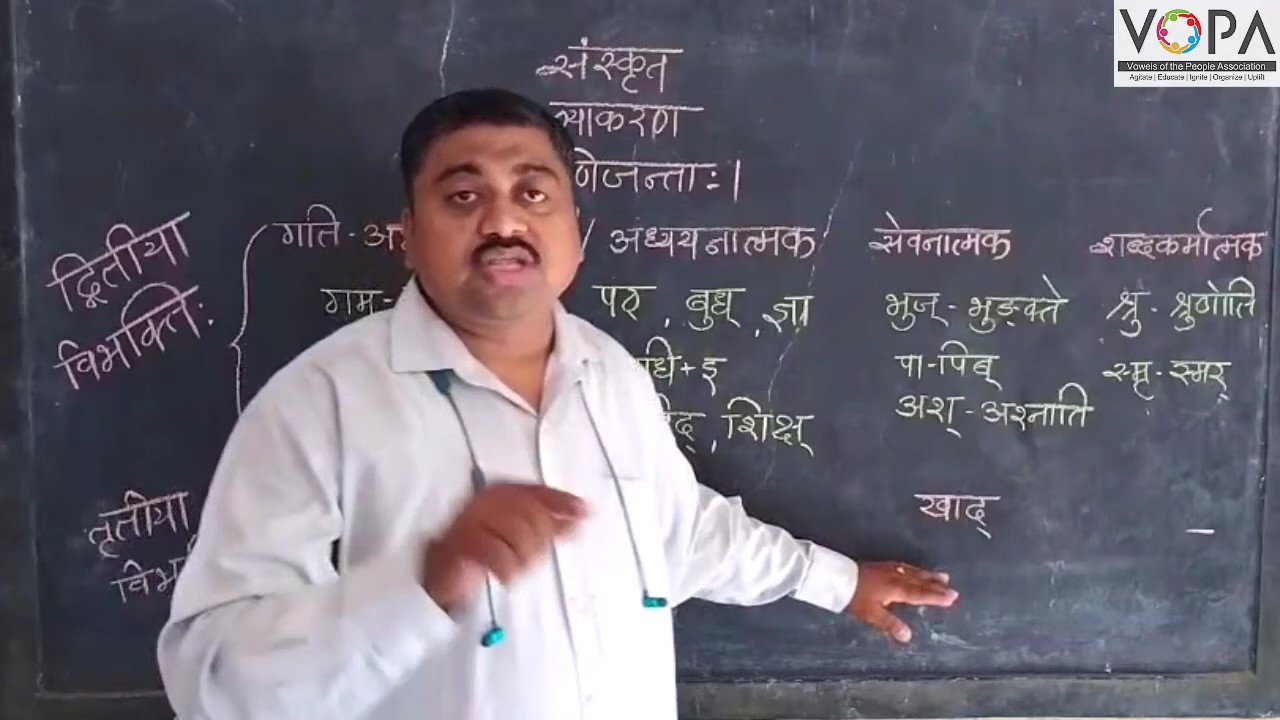 VOPA
Vowels of the People Association
Agitate | Educate | Ignite | Organize | Uplift
संस्कृत
व्याकरण
णिजन्ताः।
द्वितीया
विभक्तिः
गति - / अध्ययनात्मक सेवनात्मक शब्दकर्मात्मक
गम - पठ, बुध्, ज्ञा भुज् - भुङ्क्ते श्रु - श्रुणोति
अधि+इ पा-पिब् स्मृ - स्मर्
शिक्ष् अश् - अश्नाति
तृतीया खाद् –